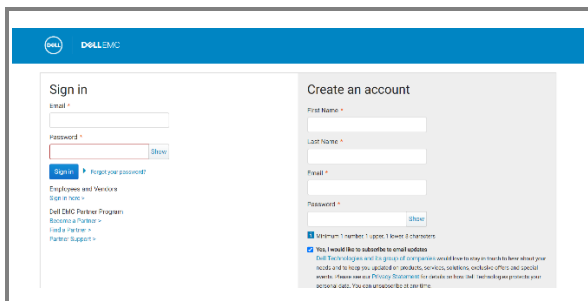 DELL
DELLEMC
Sign in
Email *
Password *
Show
Sign in
Forgot your password?
Employees and Vendors
Sign in here >
Dell EMC Partner Program
Become a Partner >
Find a Partner >
Partner Support >
Create an account
First Name *
Last Name *
Email *
Password *
Show
Minimum 1 number, 1 upper, 1 lower, 8 characters.
Yes, I would like to subscribe to email updates
Dell Technologies and its group of companies would love to stay in touch to hear about your
needs and to keep you updated on products, services, solutions, exclusive offers and special
events. Please see our Privacy Statement for details on how Dell Technologies protects your
personal data. You can unsubscribe at any time.